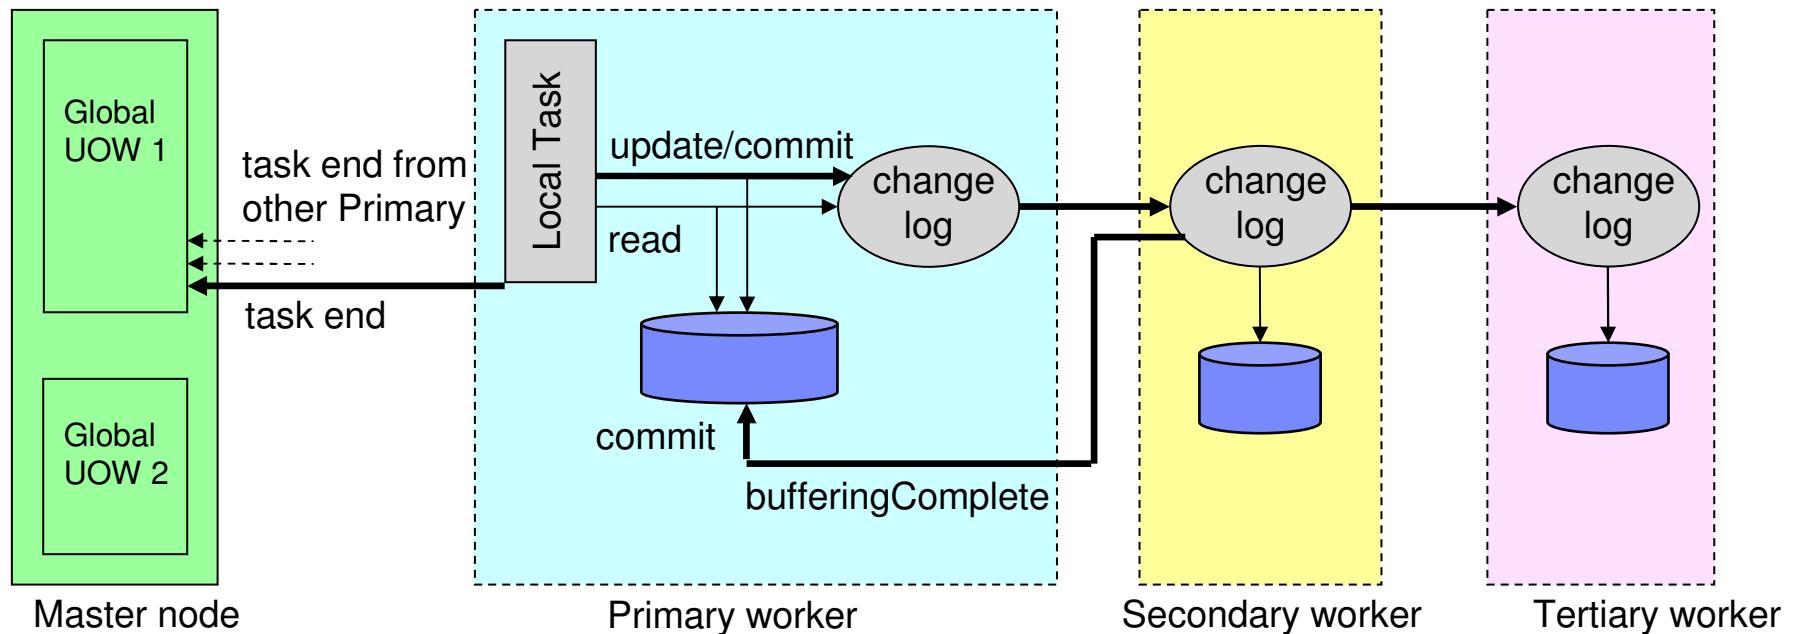 Global
UOW 1
task end from
other Primary
task end
Global
UOW 2
Master node
Local Task
update/commit
read
change
log
commit
bufferingComplete
Primary worker
change
log
Secondary worker
change
log
Tertiary worker